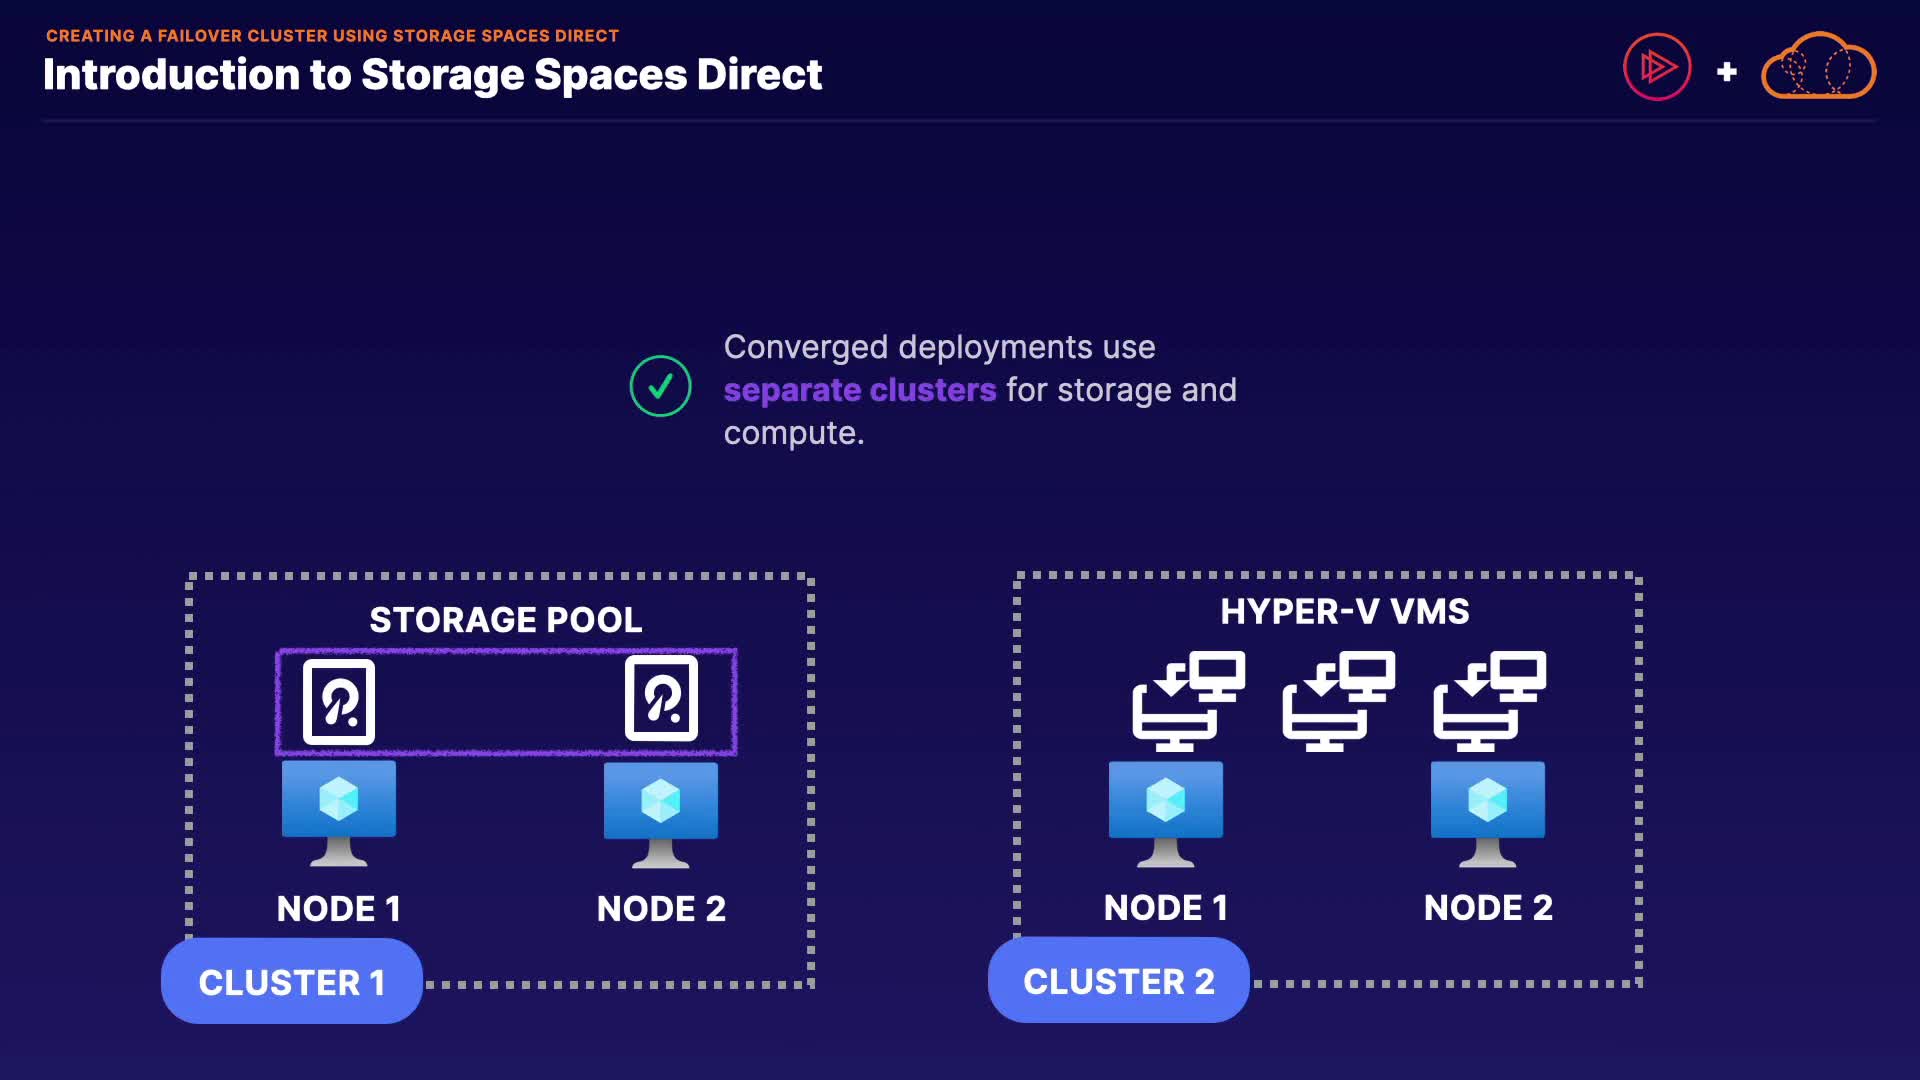 CREATING A FAILOVER CLUSTER USING STORAGE SPACES DIRECT
Introduction to Storage Spaces Direct
Converged deployments use
separate clusters for storage and
compute.
STORAGE POOL
NODE 1
NODE 2
CLUSTER 1
HYPER-V VMS
NODE 1
NODE 2
CLUSTER 2